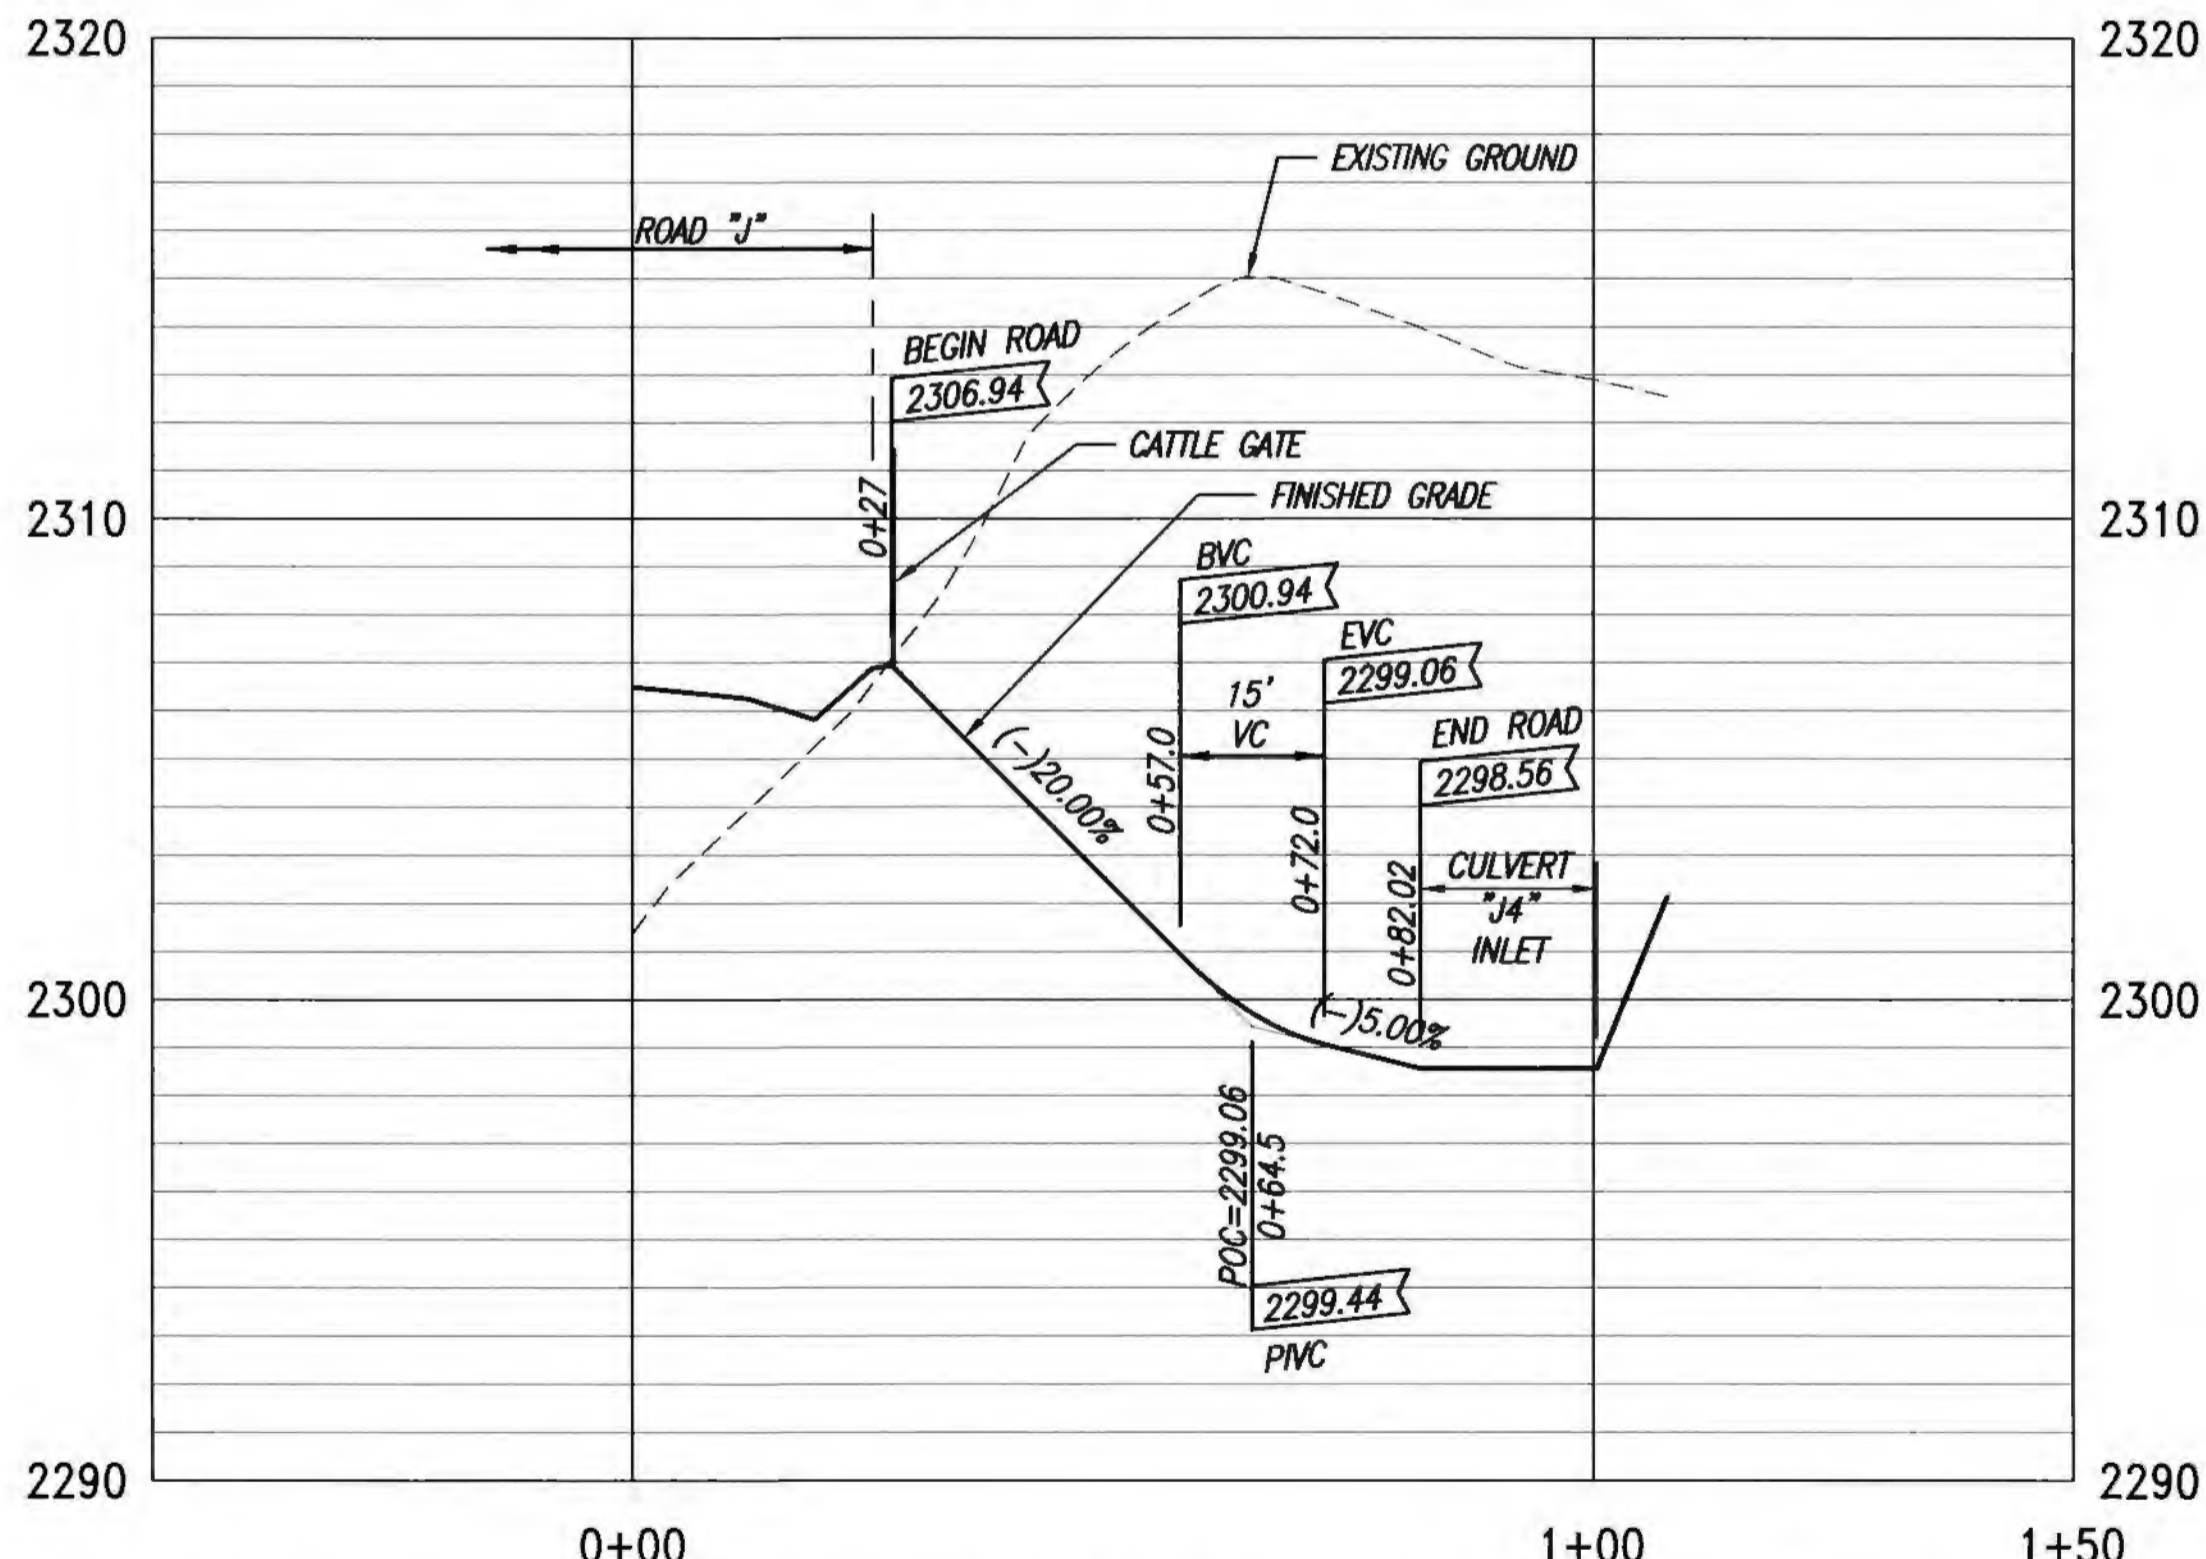 2320
2320
EXISTING GROUND
ROAD "J"
BEGIN ROAD
2306.94
CATTLE GATE
0+27
FINISHED GRADE
2310
2310
BVC
2300.94
EVC
2299.06
15'
VC
END ROAD
2298.56
(-)20.00%
0+57.0
0+72.0
0+82.02
CULVERT
"J4"
INLET
2300
2300
(-)5.00%
POC=2299.06
0+64.5
2299.44
PIVC
2290
2290
0+00
1+00
1+50